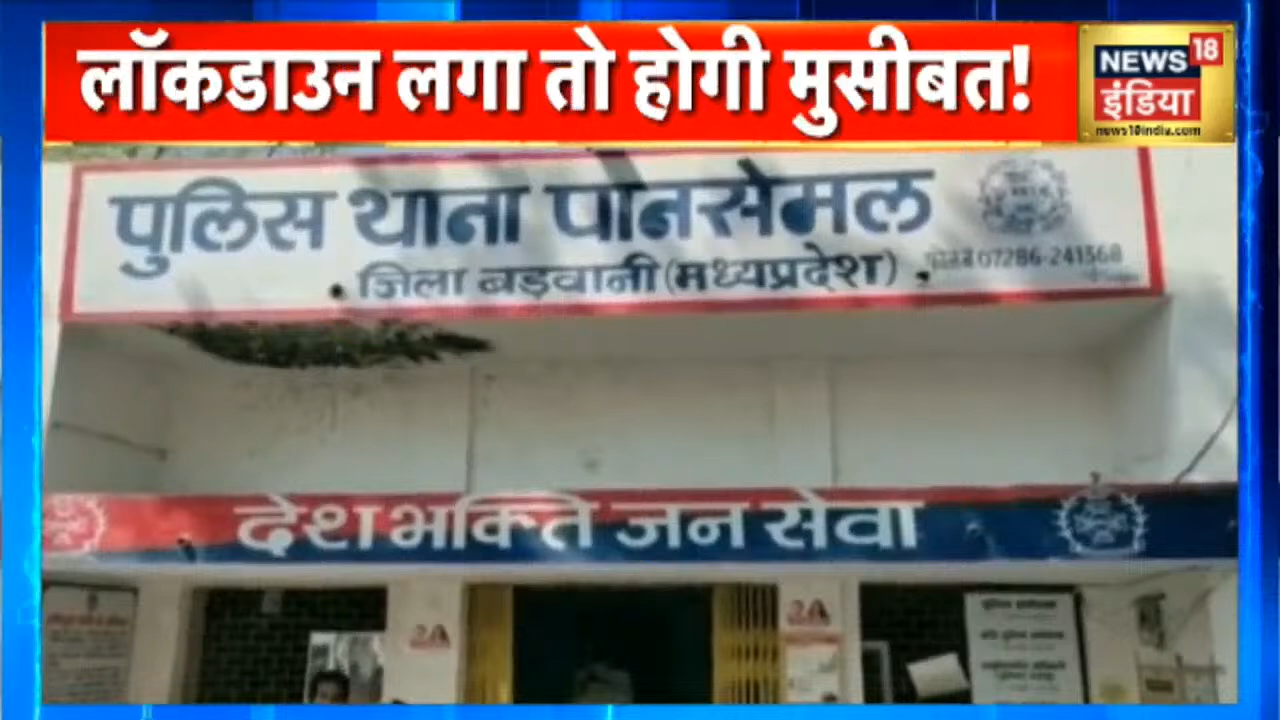 लॉकडाउन लगा तो होगी मुसीबत!
NEWS 18
इंडिया
news18india.com
पुलिस थाना पानसेमल
जिला बड़वानी (मध्यप्रदेश)
07286-241568
देशभक्ति जन सेवा
2A
2A